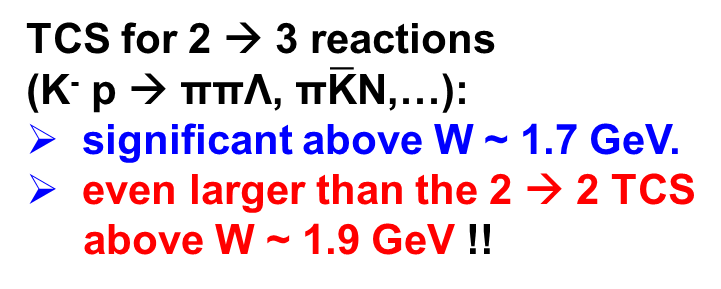 TCS for 2 → 3 reactions
(K⁻ p → ππΛ, πK̅N,…):
➢ significant above W ~ 1.7 GeV.
➢ even larger than the 2 → 2 TCS
above W ~ 1.9 GeV !!